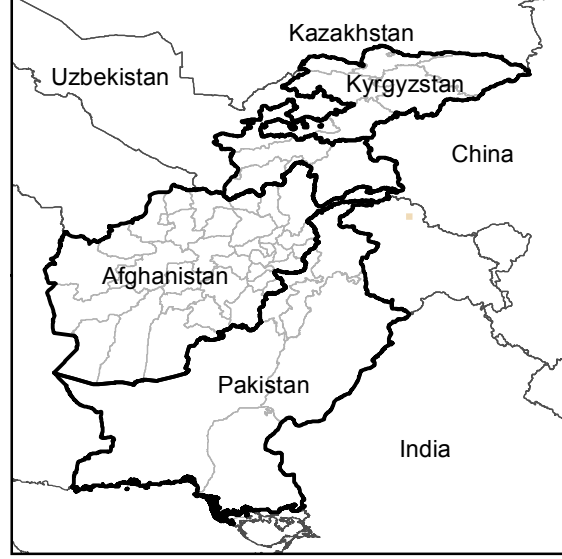 Kazakhstan
Uzbekistan
Kyrgyzstan
China
Afghanistan
Pakistan
India